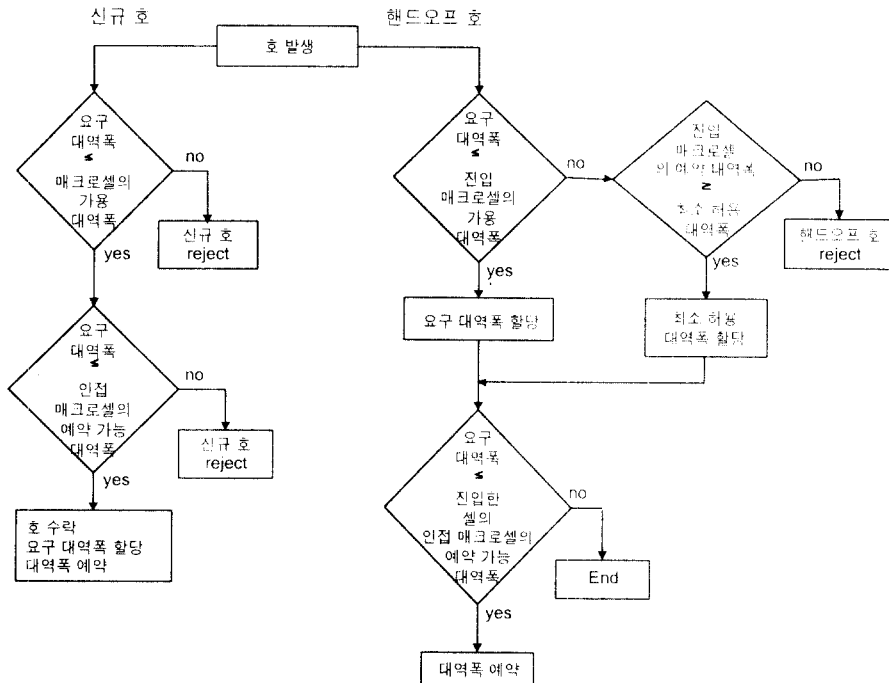 신규 호
핸드오프 호
호 발생
요구
대역폭
≤
매크로셀의
가용
대역폭
no
신규 호
reject
yes
요구
대역폭
≤
인접
매크로셀의
예약 가능
대역폭
no
신규 호
reject
yes
호 수락
요구 대역폭 할당
대역폭 예약
요구
대역폭
≤
진입
매크로셀의
가용
대역폭
no
yes
요구 대역폭 할당
진입
매크로셀
의 예약 대역폭
≥
최소 허용
대역폭
no
핸드오프 호
reject
yes
최소 허용
대역폭 할당
요구
대역폭
≤
진입한
셀의
인접 매크로셀의
예약 가능
대역폭
no
End
yes
대역폭 예약